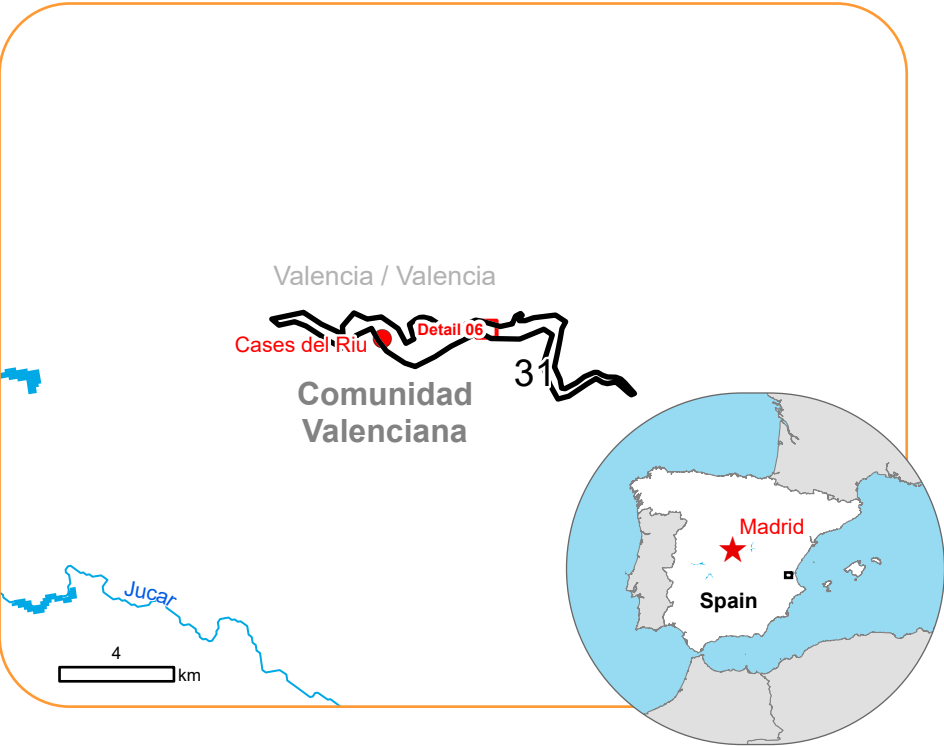 Valencia / Valencia
Detail 06
Cases del Riu
31
Comunidad
Valenciana
Madrid
Spain
Jucar
4
km